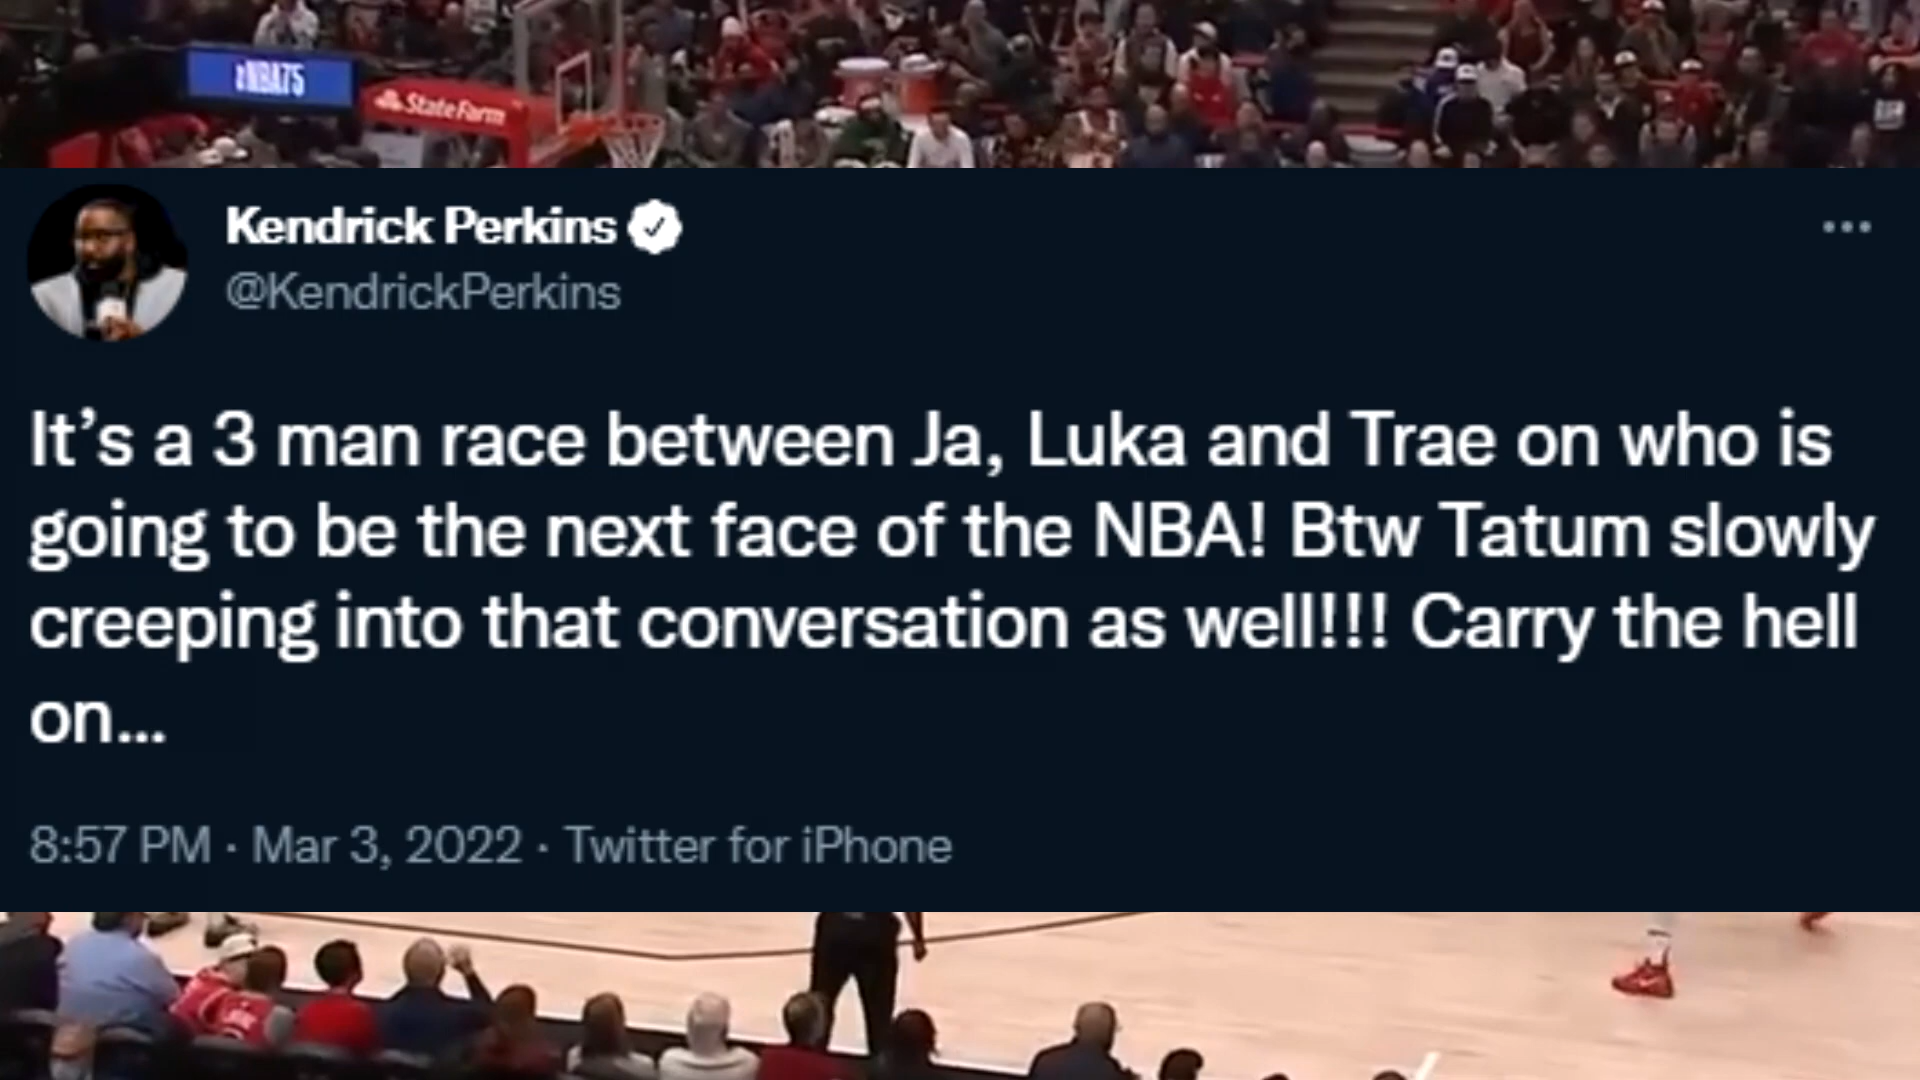 #NBA75
StateFarm
Kendrick Perkins
@KendrickPerkins
It's a 3 man race between Ja, Luka and Trae on who is
going to be the next face of the NBA! Btw Tatum slowly
creeping into that conversation as well!!! Carry the hell
on...
8:57 PM · Mar 3, 2022 · Twitter for iPhone